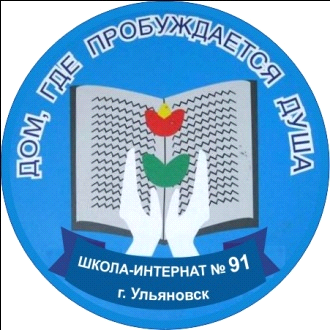 ДОМ, ГДЕ ПРОБУЖДАЕТСЯ ДУША
ШКОЛА-ИНТЕРНАТ № 91
г. Ульяновск